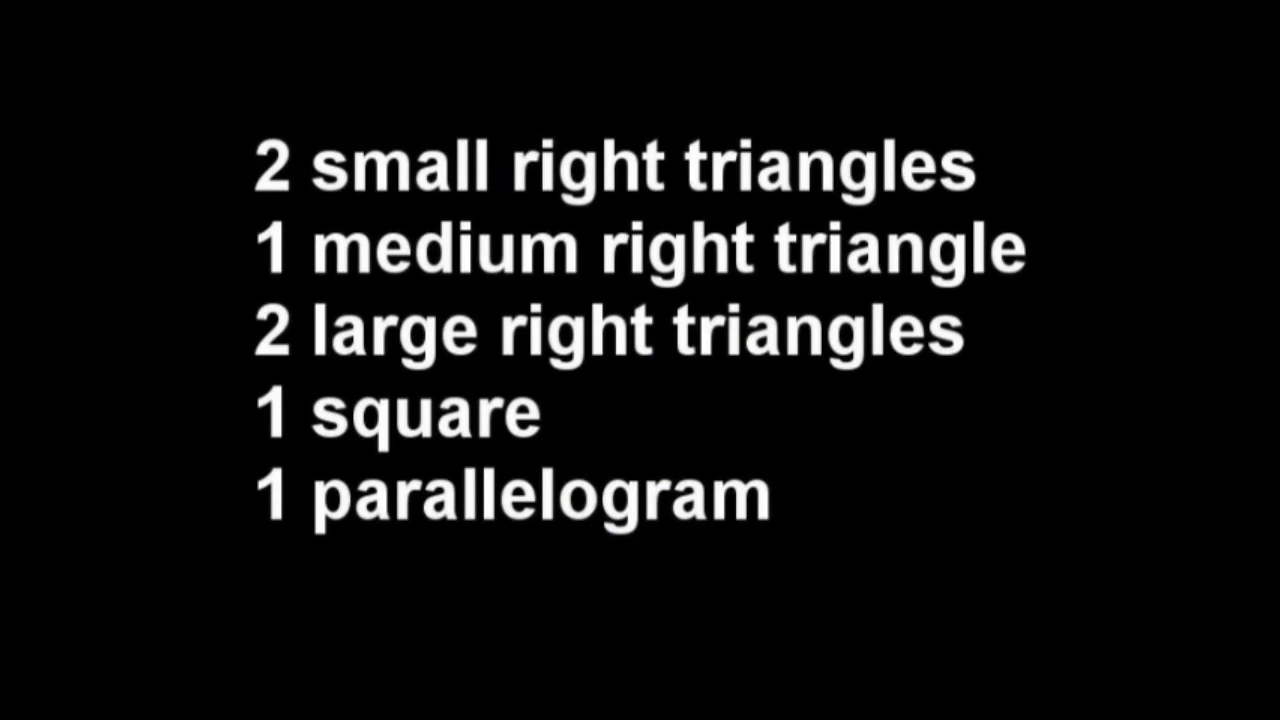 2 small right triangles
1 medium right triangle
2 large right triangles
1 square
1 parallelogram